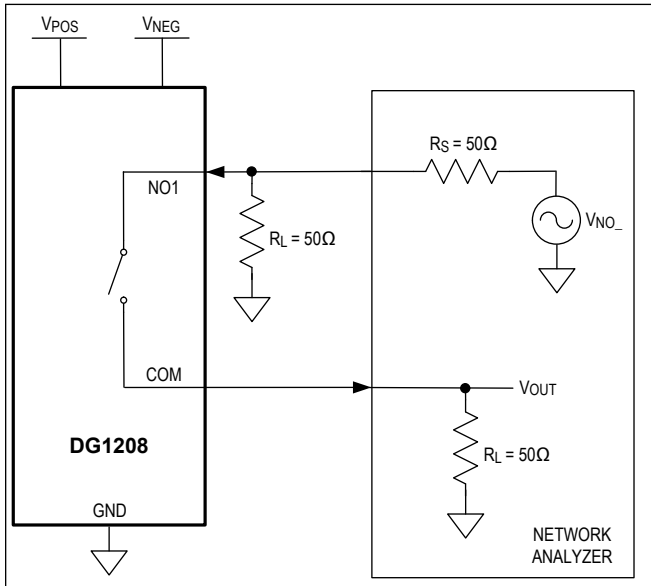 VPOS
VNEG
RS = 50Ω
NO1
VNO_
RL = 50Ω
COM
VOUT
DG1208
RL = 50Ω
GND
NETWORK
ANALYZER